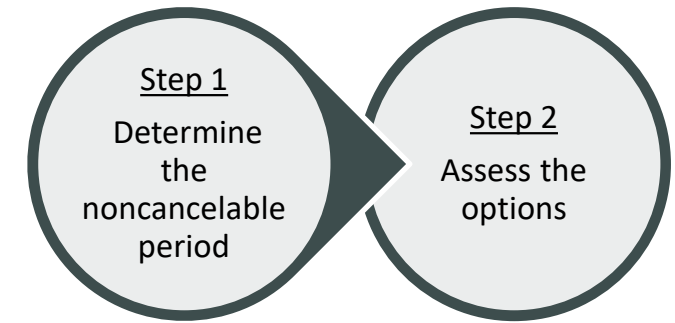 Step 1
Determine
the
noncancelable
period
Step 2
Assess the
options